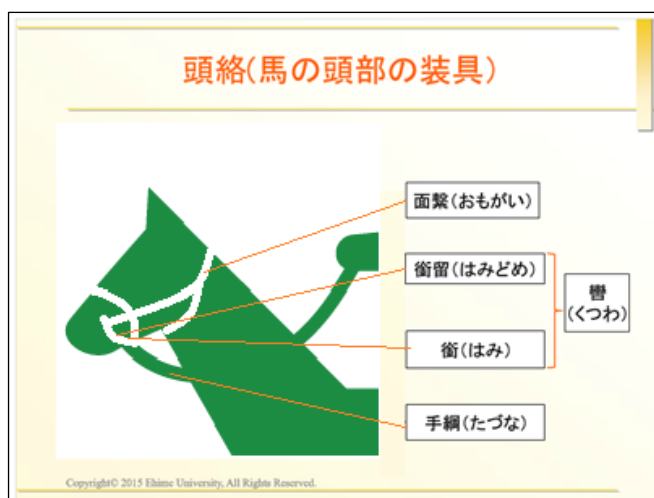 頭絡(馬の頭部の装具)
面繋(おもがい)
銜留(はみどめ)
轡
(くつわ)
銜(はみ)
手綱(たづな)
Copyright© 2015 Ehime University, All Rights Reserved.